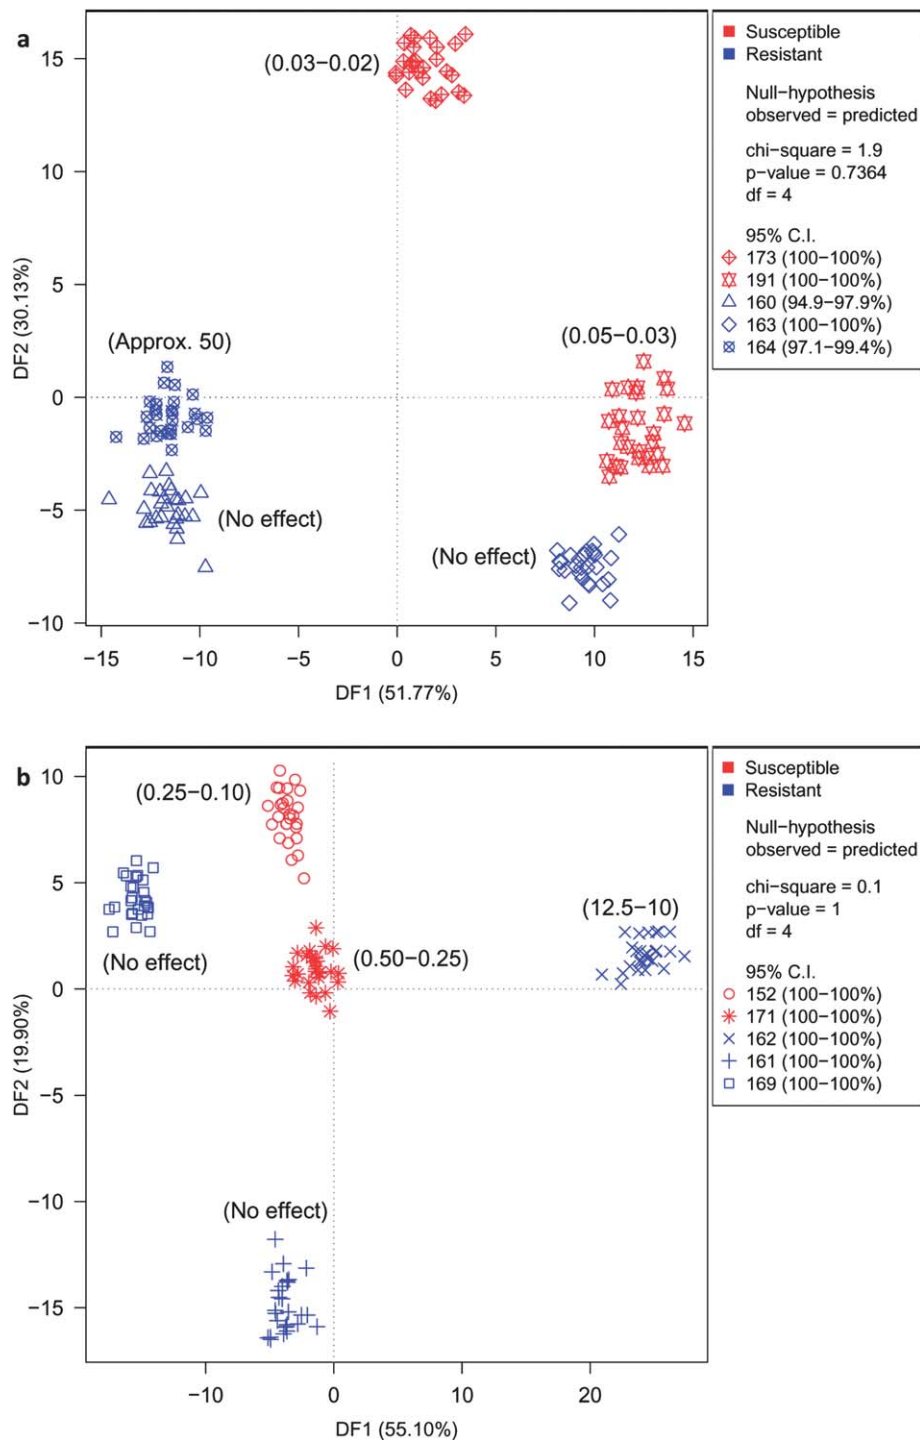 a
(0.03−0.02)
(Approx. 50)
(0.05−0.03)
(No effect)
(No effect)
15
10
5
0
−5
−10
DF2 (30.13%)
−15
−10
−5
0
5
10
15
DF1 (51.77%)
Susceptible
Resistant
Null−hypothesis
observed = predicted
chi−square = 1.9
p−value = 0.7364
df = 4
95% C.I.
173 (100−100%)
191 (100−100%)
160 (94.9−97.9%)
163 (100−100%)
164 (97.1−99.4%)
b
(0.25−0.10)
(12.5−10)
(No effect)
(0.50−0.25)
(No effect)
10
5
0
−5
−10
−15
DF2 (19.90%)
−10
0
10
20
DF1 (55.10%)
Susceptible
Resistant
Null−hypothesis
observed = predicted
chi−square = 0.1
p−value = 1
df = 4
95% C.I.
152 (100−100%)
171 (100−100%)
162 (100−100%)
161 (100−100%)
169 (100−100%)